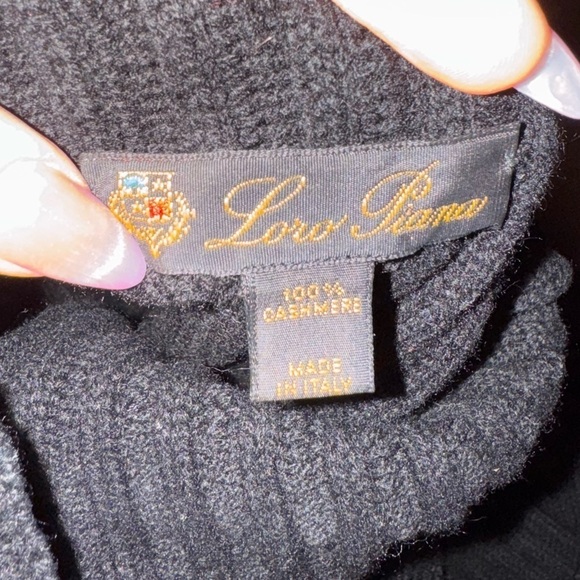 Loro Piana
100%
CASHMERE
MADE
IN ITALY